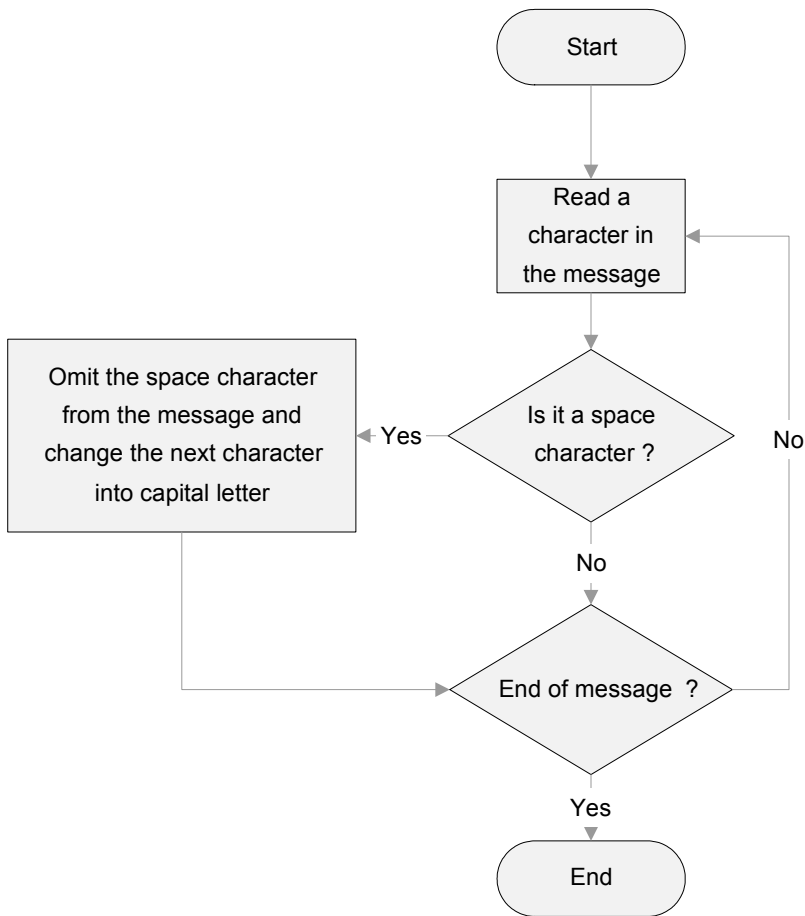 Start
Read a
character in
the message
Is it a space
character ?
Yes
Omit the space character
from the message and
change the next character
into capital letter
No
No
End of message ?
Yes
End